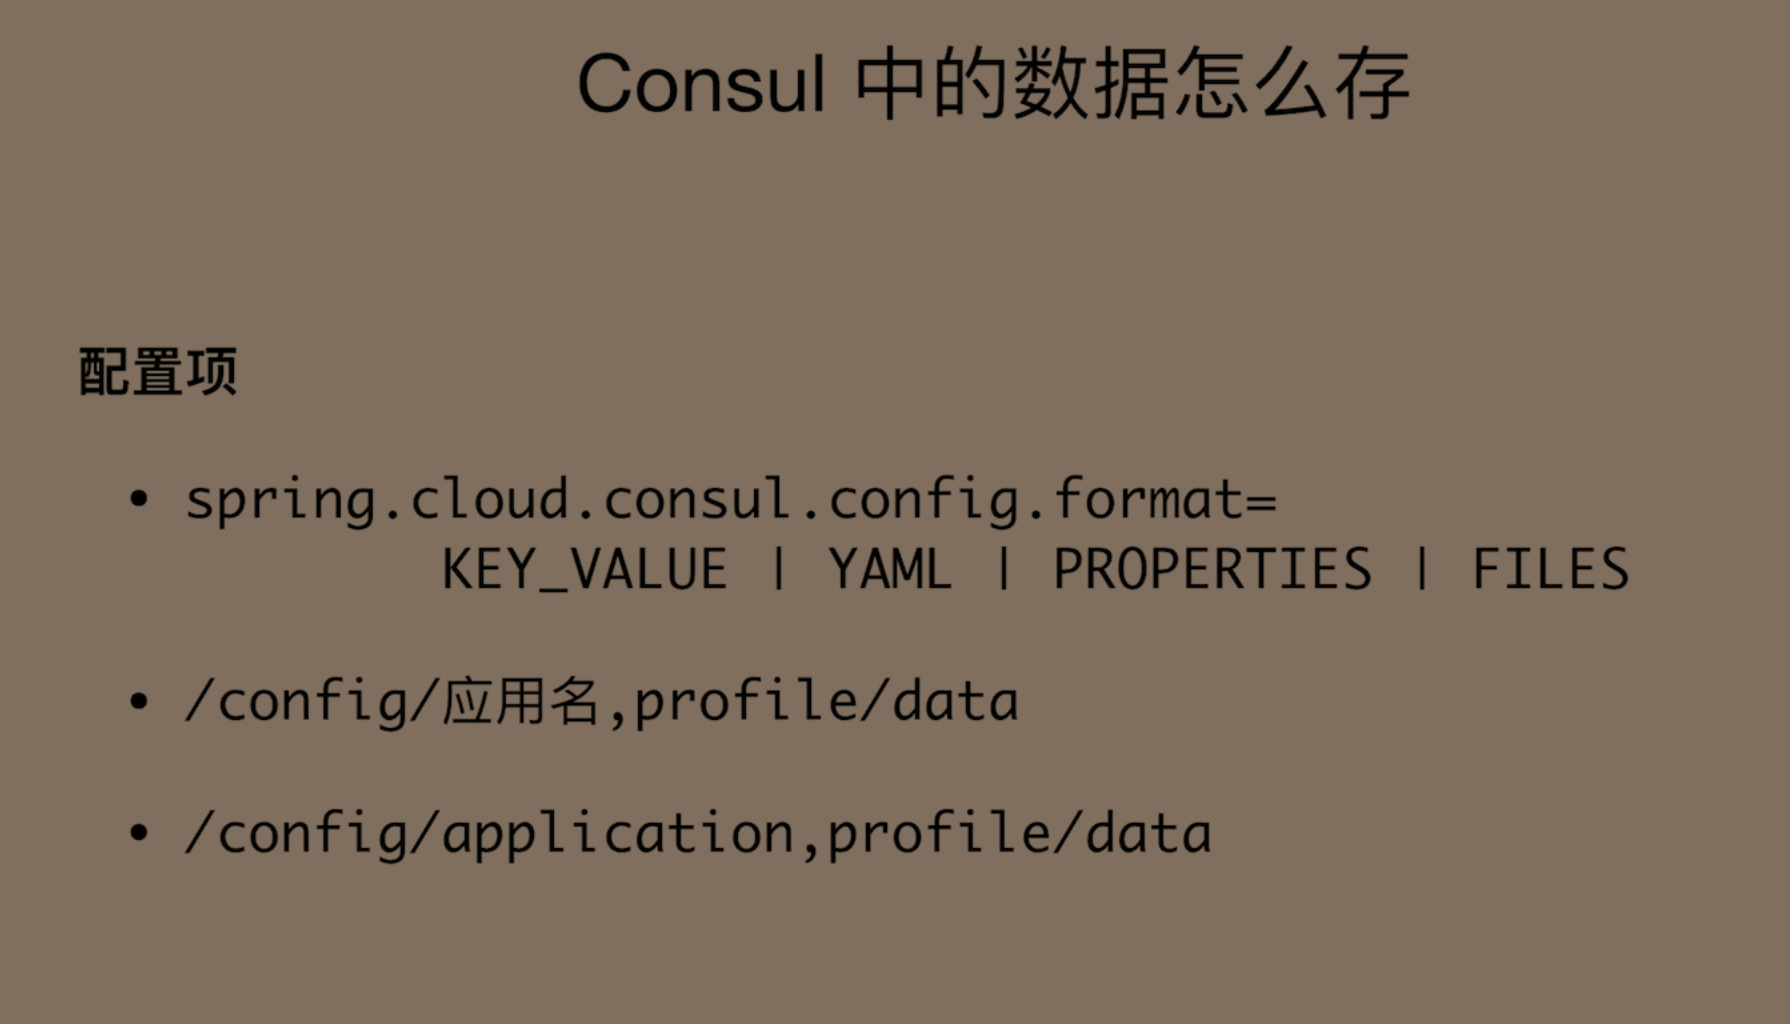 Consul 中的数据怎么存
配置项
• spring.cloud.consul.config.format=
KEY_VALUE | YAML | PROPERTIES | FILES
• /config/应用名,profile/data
• /config/application,profile/data